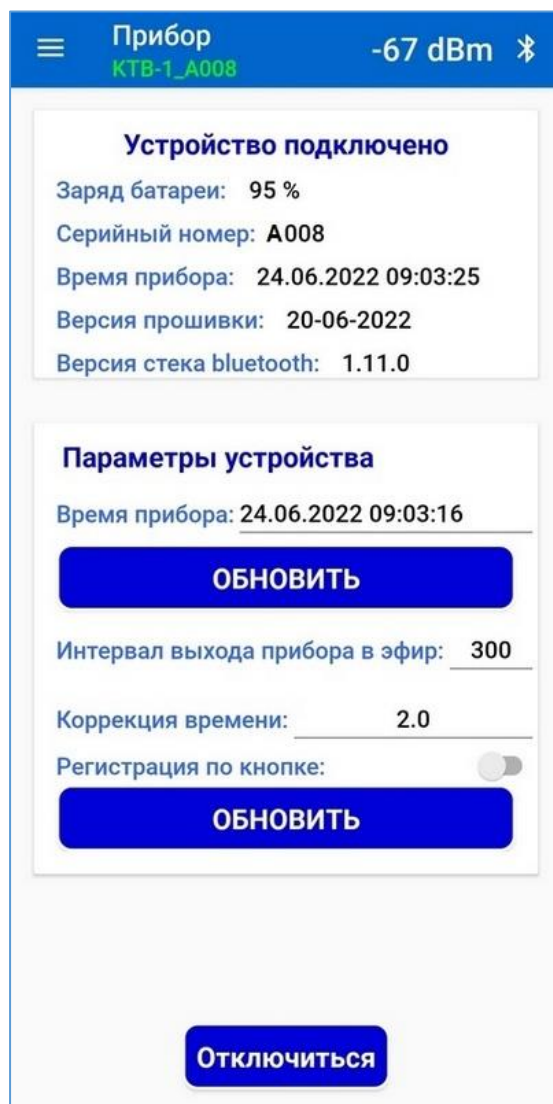 Прибор
-67 dBm
КТВ-1_A008
Устройство подключено
Заряд батареи: 95 %
Серийный номер: A008
Время прибора: 24.06.2022 09:03:25
Версия прошивки: 20-06-2022
Версия стека bluetooth: 1.11.0
Параметры устройства
Время прибора: 24.06.2022 09:03:16
ОБНОВИТЬ
Интервал выхода прибора в эфир: 300
Коррекция времени: 2.0
Регистрация по кнопке:
ОБНОВИТЬ
Отключиться